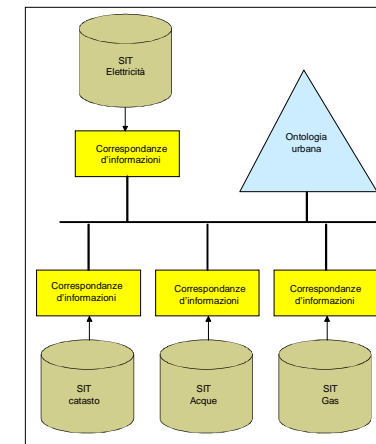 SIT
Elettricità
Correspondanze
d'informazioni
Ontologia
urbana
Correspondanze
d'informazioni
Correspondanze
d'informazioni
Correspondanze
d'informazioni
SIT
catasto
SIT
Acque
SIT
Gas